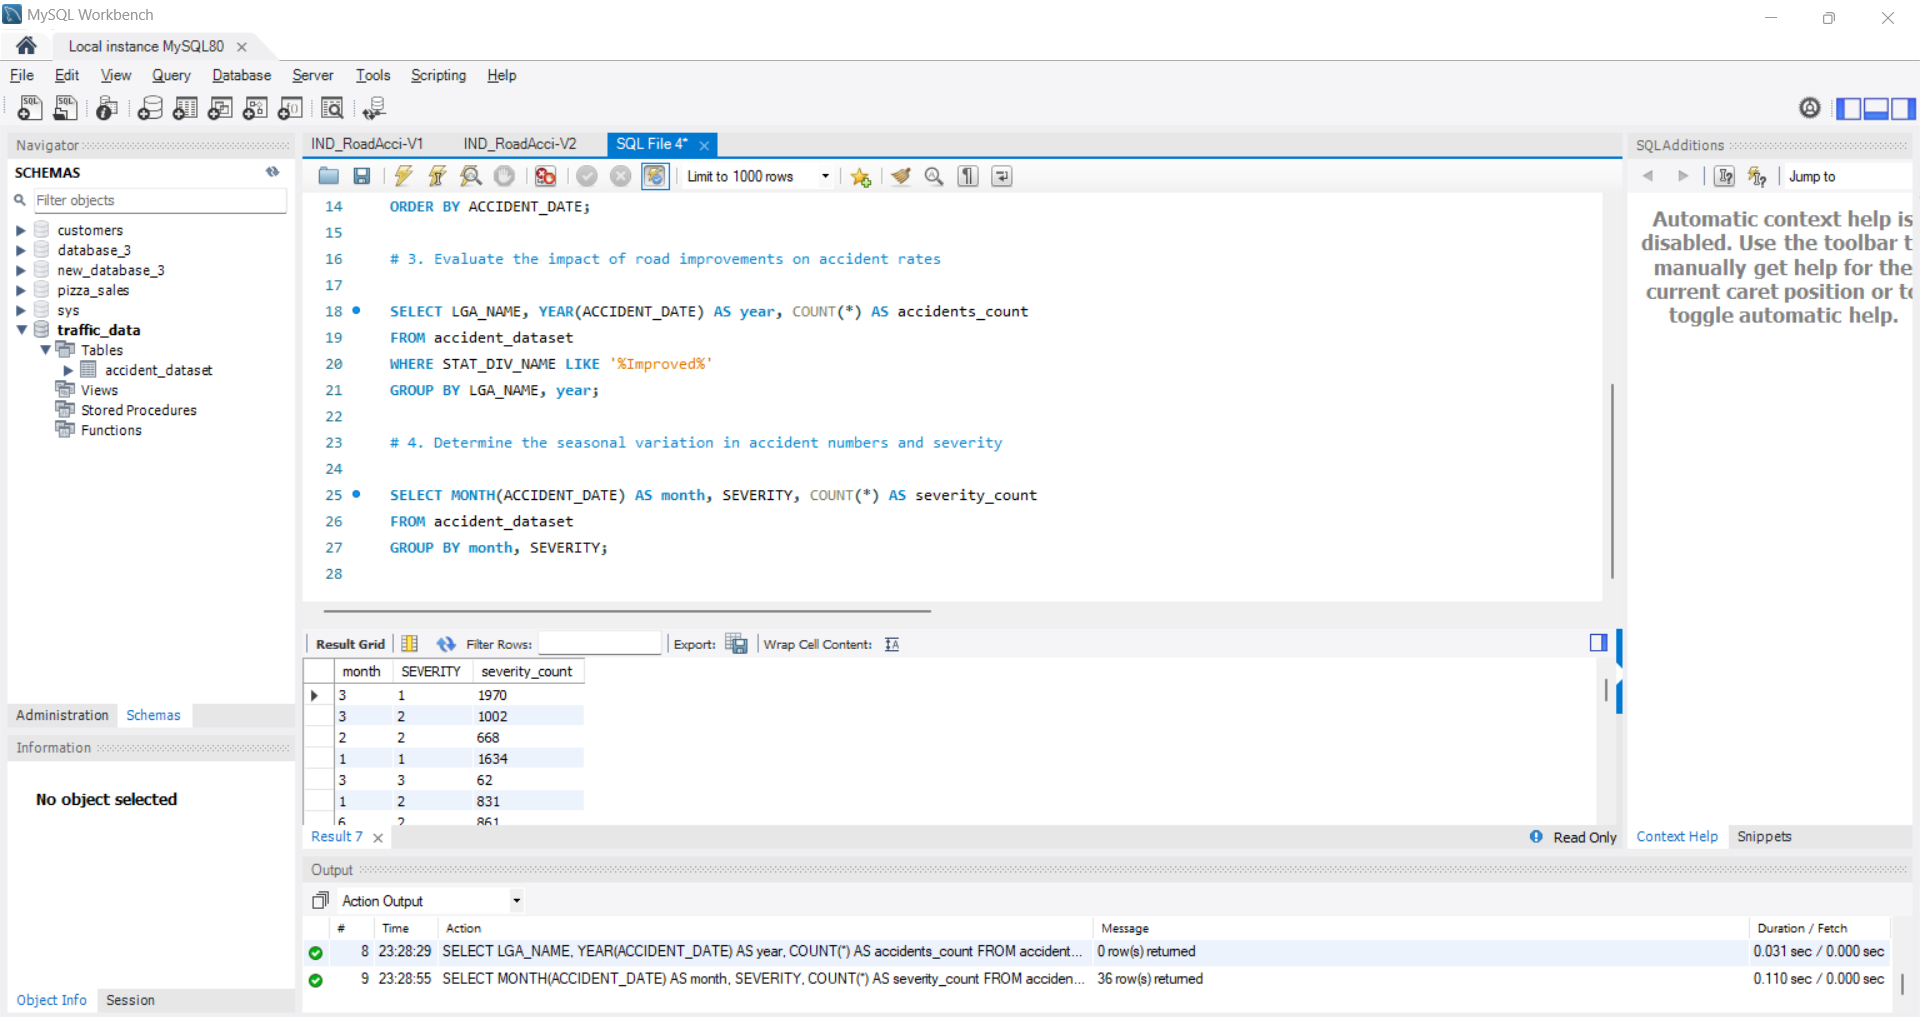 MySQL Workbench
Local instance MySQL80
File Edit View Query Database Server Tools Scripting Help
Navigator
SCHEMAS
Filter objects
customers
database_3
new_database_3
pizza_sales
sys
traffic_data
Tables
accident_dataset
Views
Stored Procedures
Functions
Administration Schemas
Information
No object selected
Object Info Session
IND_RoadAcci-V1 IND_RoadAcci-V2 SQL File 4*
Limit to 1000 rows
14 ORDER BY ACCIDENT_DATE;
15
16 # 3. Evaluate the impact of road improvements on accident rates
17
18 SELECT LGA_NAME, YEAR(ACCIDENT_DATE) AS year, COUNT(*) AS accidents_count
19 FROM accident_dataset
20 WHERE STAT_DIV_NAME LIKE '%Improved%'
21 GROUP BY LGA_NAME, year;
22
23 # 4. Determine the seasonal variation in accident numbers and severity
24
25 SELECT MONTH(ACCIDENT_DATE) AS month, SEVERITY, COUNT(*) AS severity_count
26 FROM accident_dataset
27 GROUP BY month, SEVERITY;
28
Result Grid Filter Rows: Export: Wrap Cell Content:
month SEVERITY severity_count
3 1 1970
3 2 1002
2 2 668
1 1 1634
3 3 62
1 2 831
6 2 861
Result 7 Read Only
Output
Action Output
# Time Action Message Duration / Fetch
8 23:28:29 SELECT LGA_NAME, YEAR(ACCIDENT_DATE) AS year, COUNT(*) AS accidents_count FROM accident... 0 row(s) returned 0.031 sec / 0.000 sec
9 23:28:55 SELECT MONTH(ACCIDENT_DATE) AS month, SEVERITY, COUNT(*) AS severity_count FROM acciden... 36 row(s) returned 0.110 sec / 0.000 sec
SQLAdditions
Jump to
Automatic context help is
disabled. Use the toolbar t
manually get help for the
current caret position or to
toggle automatic help.
Context Help Snippets